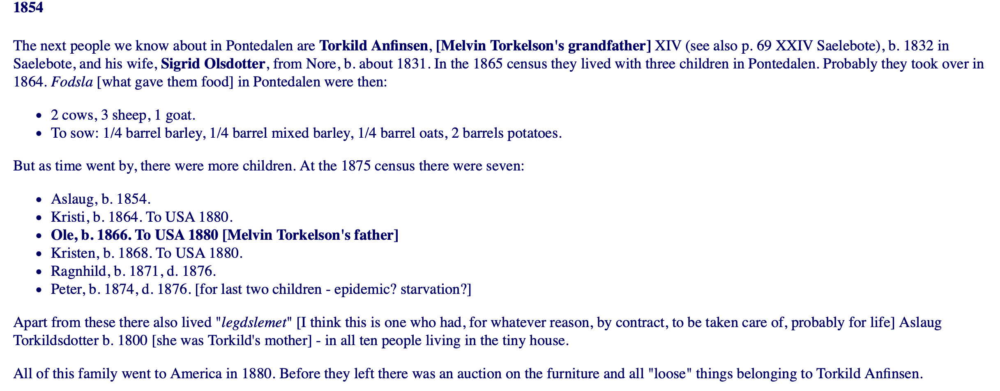 1854
The next people we know about in Pontedalen are Torkild Anfinsen, [Melvin Torkelson's grandfather] XIV (see also p. 69 XXIV Saelebote), b. 1832 in
Saelebote, and his wife, Sigrid Olsdotter, from Nore, b. about 1831. In the 1865 census they lived with three children in Pontedalen. Probably they took over in
1864. Fodsla [what gave them food] in Pontedalen were then:
• 2 cows, 3 sheep, 1 goat.
• To sow: 1/4 barrel barley, 1/4 barrel mixed barley, 1/4 barrel oats, 2 barrels potatoes.
But as time went by, there were more children. At the 1875 census there were seven:
• Aslaug, b. 1854.
• Kristi, b. 1864. To USA 1880.
• Ole, b. 1866. To USA 1880 [Melvin Torkelson's father]
• Kristen, b. 1868. To USA 1880.
• Ragnhild, b. 1871, d. 1876.
• Peter, b. 1874, d. 1876. [for last two children - epidemic? starvation?]
Apart from these there also lived "legdslemet" [I think this is one who had, for whatever reason, by contract, to be taken care of, probably for life] Aslaug
Torkildsdotter b. 1800 [she was Torkild's mother] - in all ten people living in the tiny house.
All of this family went to America in 1880. Before they left there was an auction on the furniture and all "loose" things belonging to Torkild Anfinsen.